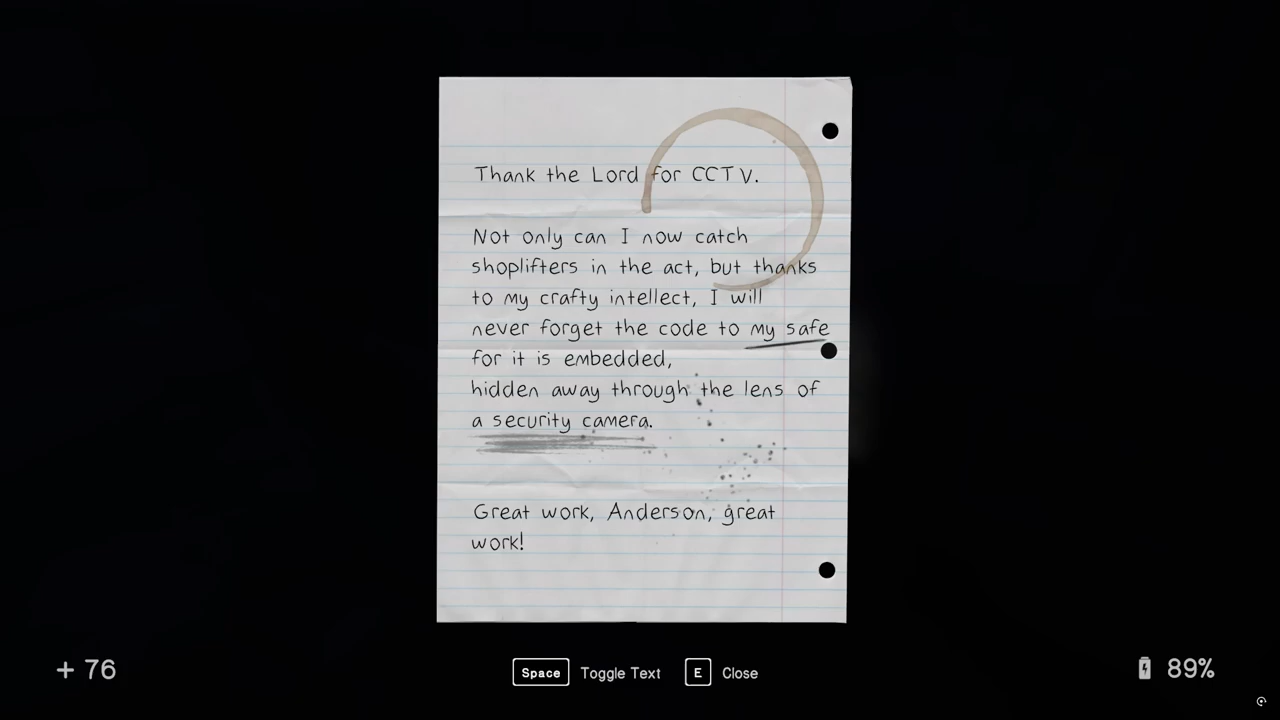 Thank the Lord for CCTV.
Not only can I now catch
shoplifters in the act, but thanks
to my crafty intellect, I will
never forget the code to my safe
for it is embedded,
hidden away through the lens of
a security camera.
Great work, Anderson, great
work!
+ 76
Space Toggle Text E Close
89%